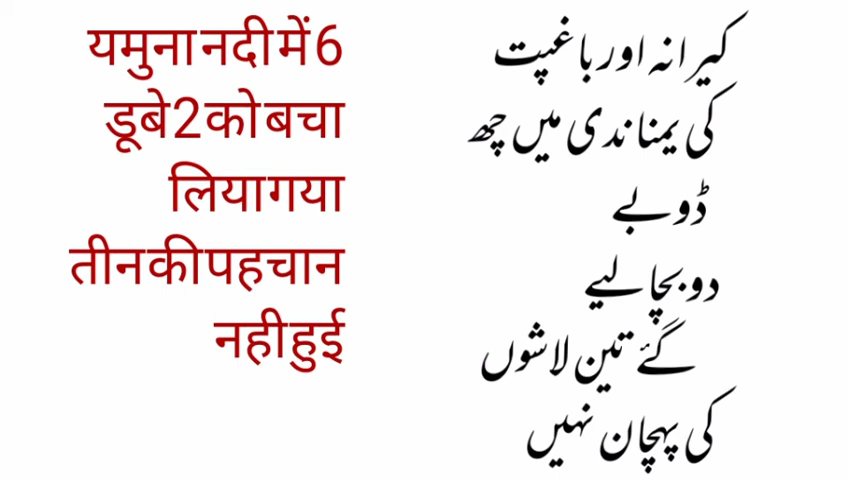 यमुना नदी में 6
डूबे 2 को बचा
लिया गया
तीन की पहचान
नही हुई
کیرانہ اور باغپت
کی یمنا ندی میں چھ
ڈوبے
دو بچا لیے
گئے تین لاشوں
کی پہچان نہیں